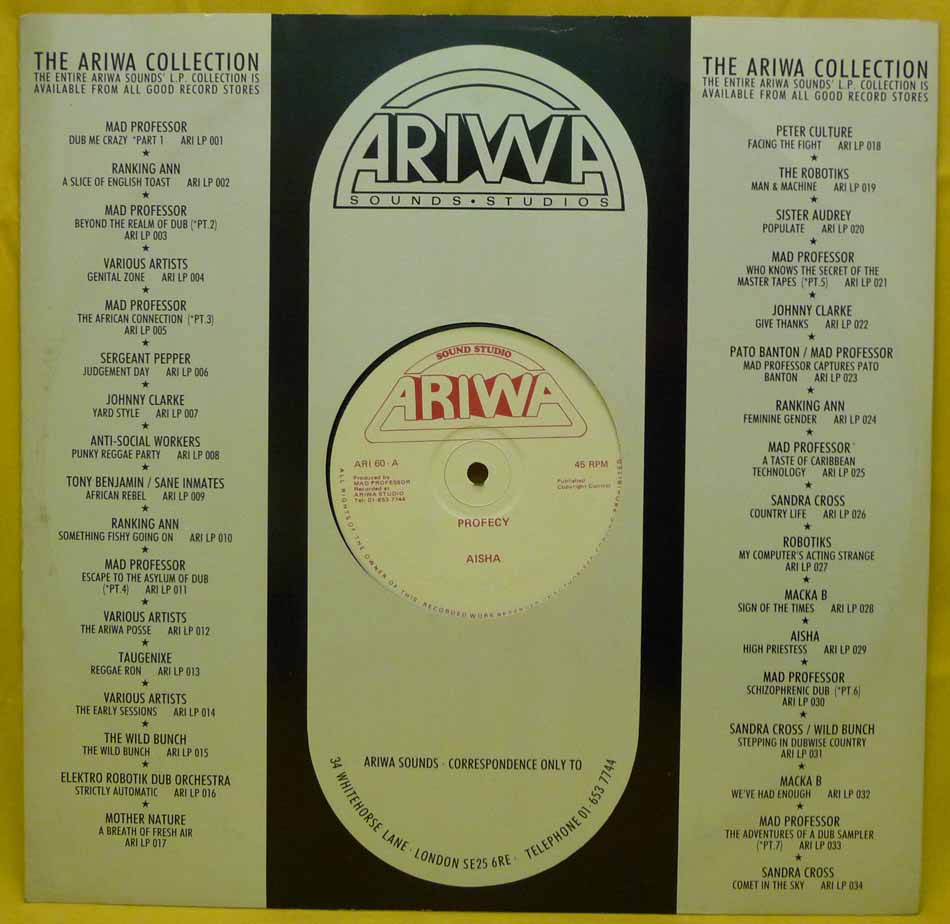 THE ARIWA COLLECTION
THE ENTIRE ARIWA SOUNDS' L.P. COLLECTION IS
AVAILABLE FROM ALL GOOD RECORD STORES
MAD PROFESSOR
DUB ME CRAZY *PART 1 ARI LP 001
★
RANKING ANN
A SLICE OF ENGLISH TOAST ARI LP 002
★
MAD PROFESSOR
BEYOND THE REALM OF DUB (*PT.2)
ARI LP 003
★
VARIOUS ARTISTS
GENITAL ZONE ARI LP 004
★
MAD PROFESSOR
THE AFRICAN CONNECTION (*PT.3)
ARI LP 005
★
SERGEANT PEPPER
JUDGEMENT DAY ARI LP 006
★
JOHNNY CLARKE
YARD STYLE ARI LP 007
★
ANTI-SOCIAL WORKERS
PUNKY REGGAE PARTY ARI LP 008
★
TONY BENJAMIN / SANE INMATES
AFRICAN REBEL ARI LP 009
★
RANKING ANN
SOMETHING FISHY GOING ON ARI LP 010
★
MAD PROFESSOR
ESCAPE TO THE ASYLUM OF DUB
(*PT.4) ARI LP 011
★
VARIOUS ARTISTS
THE ARIWA POSSE ARI LP 012
★
TAUGENIXE
REGGAE RON ARI LP 013
★
VARIOUS ARTISTS
THE EARLY SESSIONS ARI LP 014
★
THE WILD BUNCH
THE WILD BUNCH ARI LP 015
★
ELEKTRO ROBOTIK DUB ORCHESTRA
STRICTLY AUTOMATIC ARI LP 016
★
MOTHER NATURE
A BREATH OF FRESH AIR
ARI LP 017
ARIWA
SOUNDS • STUDIOS
SOUND STUDIO
ARIWA
ARI 60-A
45 RPM
Produced by
MAD PROFESSOR
Recorded at
ARIWA STUDIO
Tel: 01-653 7744
Published
Copyright Control
PROFECY
AISHA
ALL RIGHTS OF THE OWNER OF THIS RECORDED WORK PROHIBITED
ARIWA SOUNDS · CORRESPONDENCE ONLY TO
34 WHITEHORSE LANE · LONDON SE25 6RE · TELEPHONE 01-653 7744
THE ARIWA COLLECTION
THE ENTIRE ARIWA SOUNDS' L.P. COLLECTION IS
AVAILABLE FROM ALL GOOD RECORD STORES
PETER CULTURE
FACING THE FIGHT ARI LP 018
★
THE ROBOTIKS
MAN & MACHINE ARI LP 019
★
SISTER AUDREY
POPULATE ARI LP 020
★
MAD PROFESSOR
WHO KNOWS THE SECRET OF THE
MASTER TAPES (*PT.5) ARI LP 021
★
JOHNNY CLARKE
GIVE THANKS ARI LP 022
★
PATO BANTON / MAD PROFESSOR
MAD PROFESSOR CAPTURES PATO
BANTON ARI LP 023
★
RANKING ANN
FEMININE GENDER ARI LP 024
★
MAD PROFESSOR
A TASTE OF CARIBBEAN
TECHNOLOGY ARI LP 025
★
SANDRA CROSS
COUNTRY LIFE ARI LP 026
★
ROBOTIKS
MY COMPUTER'S ACTING STRANGE
ARI LP 027
★
MACKA B
SIGN OF THE TIMES ARI LP 028
★
AISHA
HIGH PRIESTESS ARI LP 029
★
MAD PROFESSOR
SCHIZOPHRENIC DUB (*PT.6)
ARI LP 030
★
SANDRA CROSS / WILD BUNCH
STEPPING IN DUBWISE COUNTRY
ARI LP 031
★
MACKA B
WE'VE HAD ENOUGH ARI LP 032
★
MAD PROFESSOR
THE ADVENTURES OF A DUB SAMPLER
(*PT.7) ARI LP 033
★
SANDRA CROSS
COMET IN THE SKY ARI LP 034